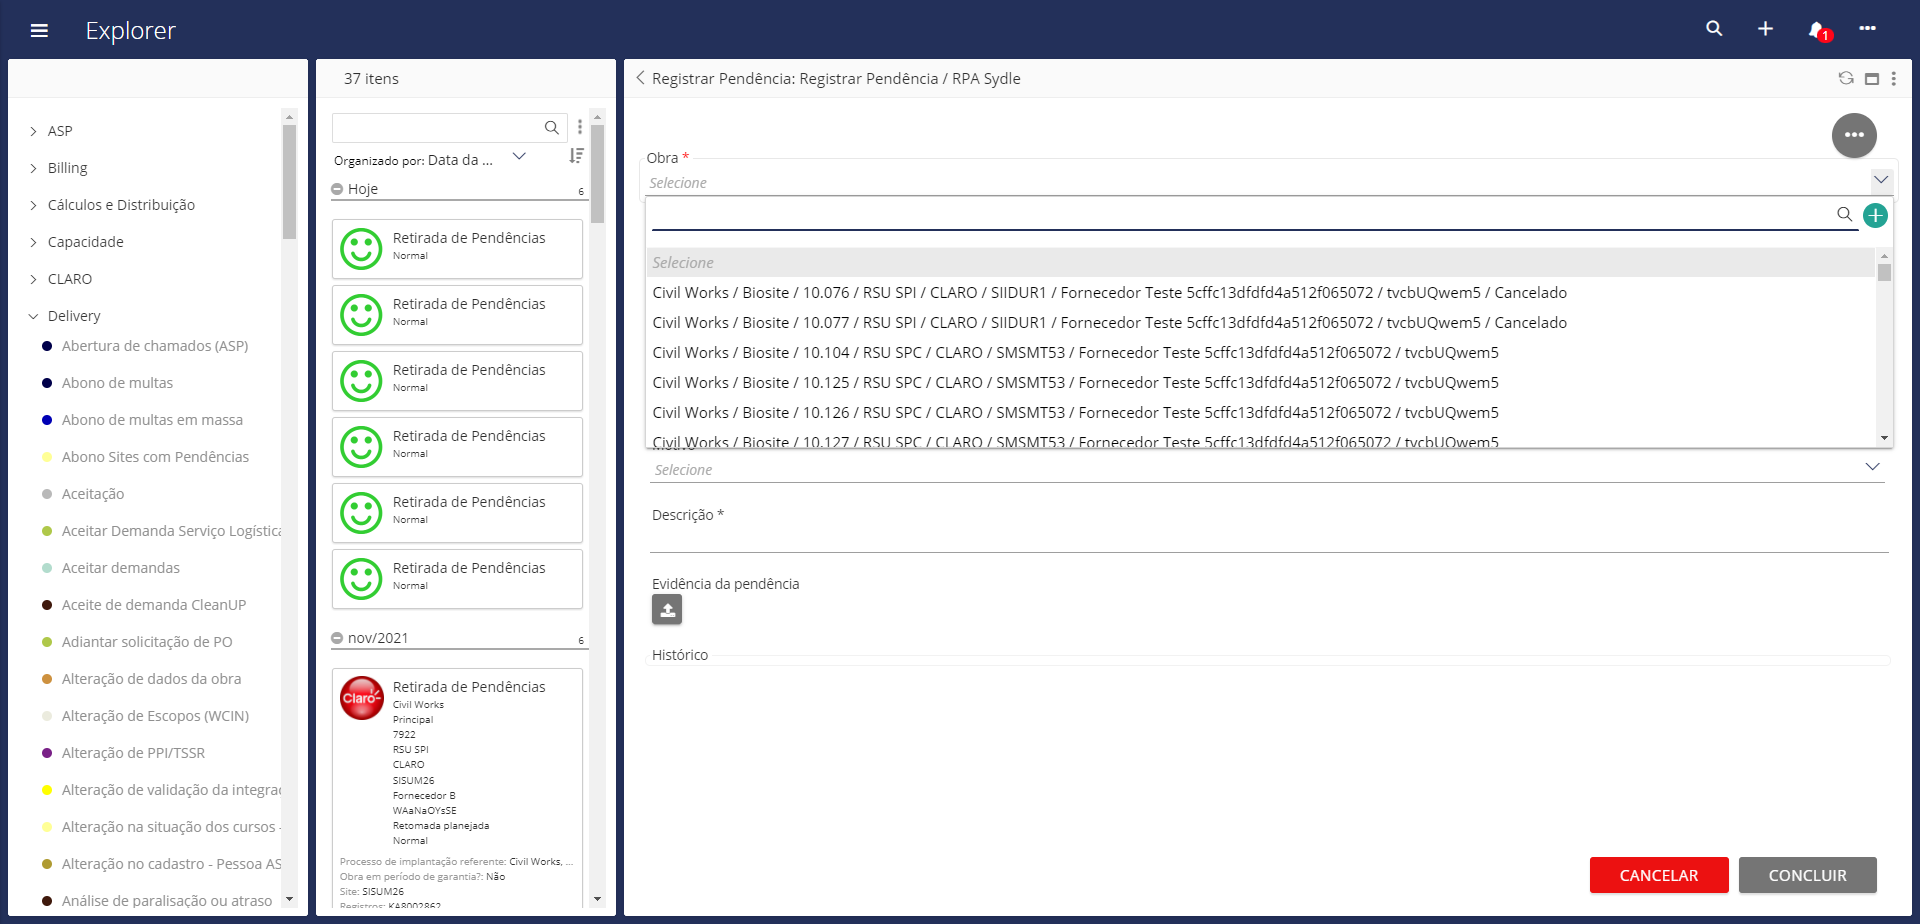 Explorer
1
ASP
Billing
Cálculos e Distribuição
Capacidade
CLARO
Delivery
Abertura de chamados (ASP)
Abono de multas
Abono de multas em massa
Abono Sites com Pendências
Aceitação
Aceitar Demanda Serviço Logística
Aceitar demandas
Aceite de demanda CleanUP
Adiantar solicitação de PO
Alteração de dados da obra
Alteração de Escopos (WCIN)
Alteração de PPI/TSSR
Alteração de validação da integrac
Alteração na situação dos cursos -
Alteração no cadastro - Pessoa AS
Análise de paralisação ou atraso
37 itens
Organizado por: Data da ...
Hoje 6
Retirada de Pendências
Normal
Retirada de Pendências
Normal
Retirada de Pendências
Normal
Retirada de Pendências
Normal
Retirada de Pendências
Normal
Retirada de Pendências
Normal
nov/2021 6
Claro
Retirada de Pendências
Civil Works
Principal
7922
RSU SPI
CLARO
SISUM26
Fornecedor B
WAaNaOYsSE
Retomada planejada
Normal
Processo de implantação referente: Civil Works, ...
Obra em período de garantia?: Não
Site: SISUM26
Registros: KA8002862
Registrar Pendência: Registrar Pendência / RPA Sydle
Obra *
Selecione
Selecione
Civil Works / Biosite / 10.076 / RSU SPI / CLARO / SIIDUR1 / Fornecedor Teste 5cffc13dfdfd4a512f065072 / tvcbUQwem5 / Cancelado
Civil Works / Biosite / 10.077 / RSU SPI / CLARO / SIIDUR1 / Fornecedor Teste 5cffc13dfdfd4a512f065072 / tvcbUQwem5 / Cancelado
Civil Works / Biosite / 10.104 / RSU SPC / CLARO / SMSMT53 / Fornecedor Teste 5cffc13dfdfd4a512f065072 / tvcbUQwem5
Civil Works / Biosite / 10.125 / RSU SPC / CLARO / SMSMT53 / Fornecedor Teste 5cffc13dfdfd4a512f065072 / tvcbUQwem5
Civil Works / Biosite / 10.126 / RSU SPC / CLARO / SMSMT53 / Fornecedor Teste 5cffc13dfdfd4a512f065072 / tvcbUQwem5
Civil Works / Biosite / 10.127 / RSU SPC / CLARO / SMSMT53 / Fornecedor Teste 5cffc13dfdfd4a512f065072 / tvcbUQwem5
Motivo
Selecione
Descrição *
Evidência da pendência
Histórico
CANCELAR
CONCLUIR